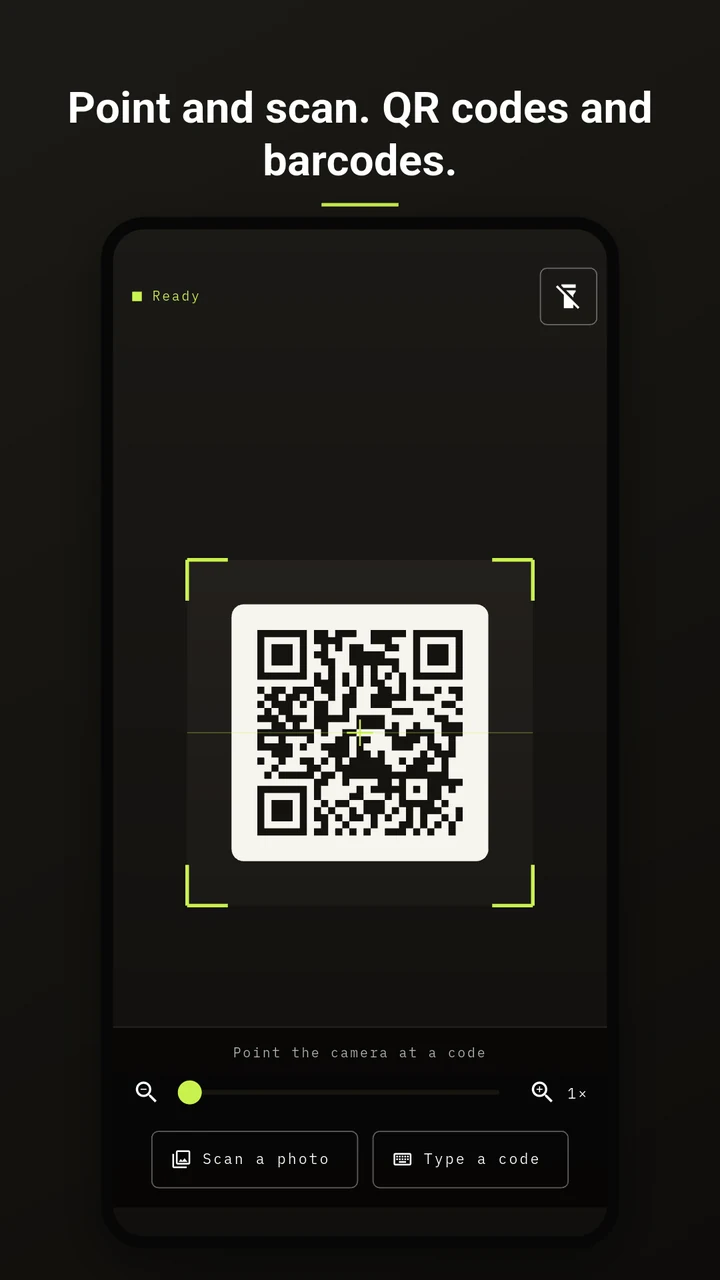 Point and scan. QR codes and
barcodes.
Ready
Point the camera at a code
1×
Scan a photo
Type a code